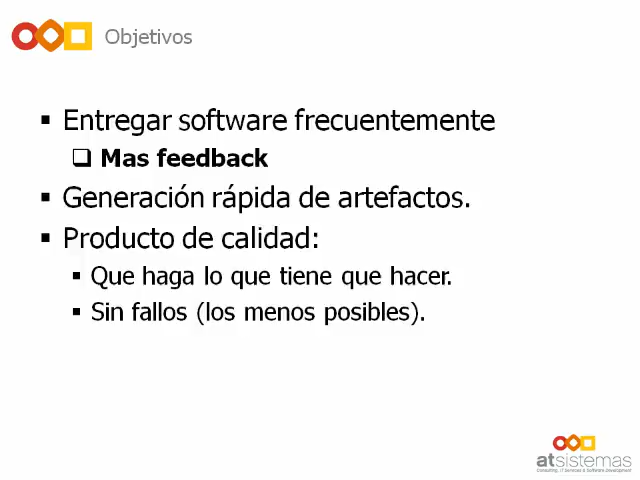 Objetivos
Entregar software frecuentemente
Mas feedback
Generación rápida de artefactos.
Producto de calidad:
Que haga lo que tiene que hacer.
Sin fallos (los menos posibles).
atsistemas
Consulting, IT Services & Software Development